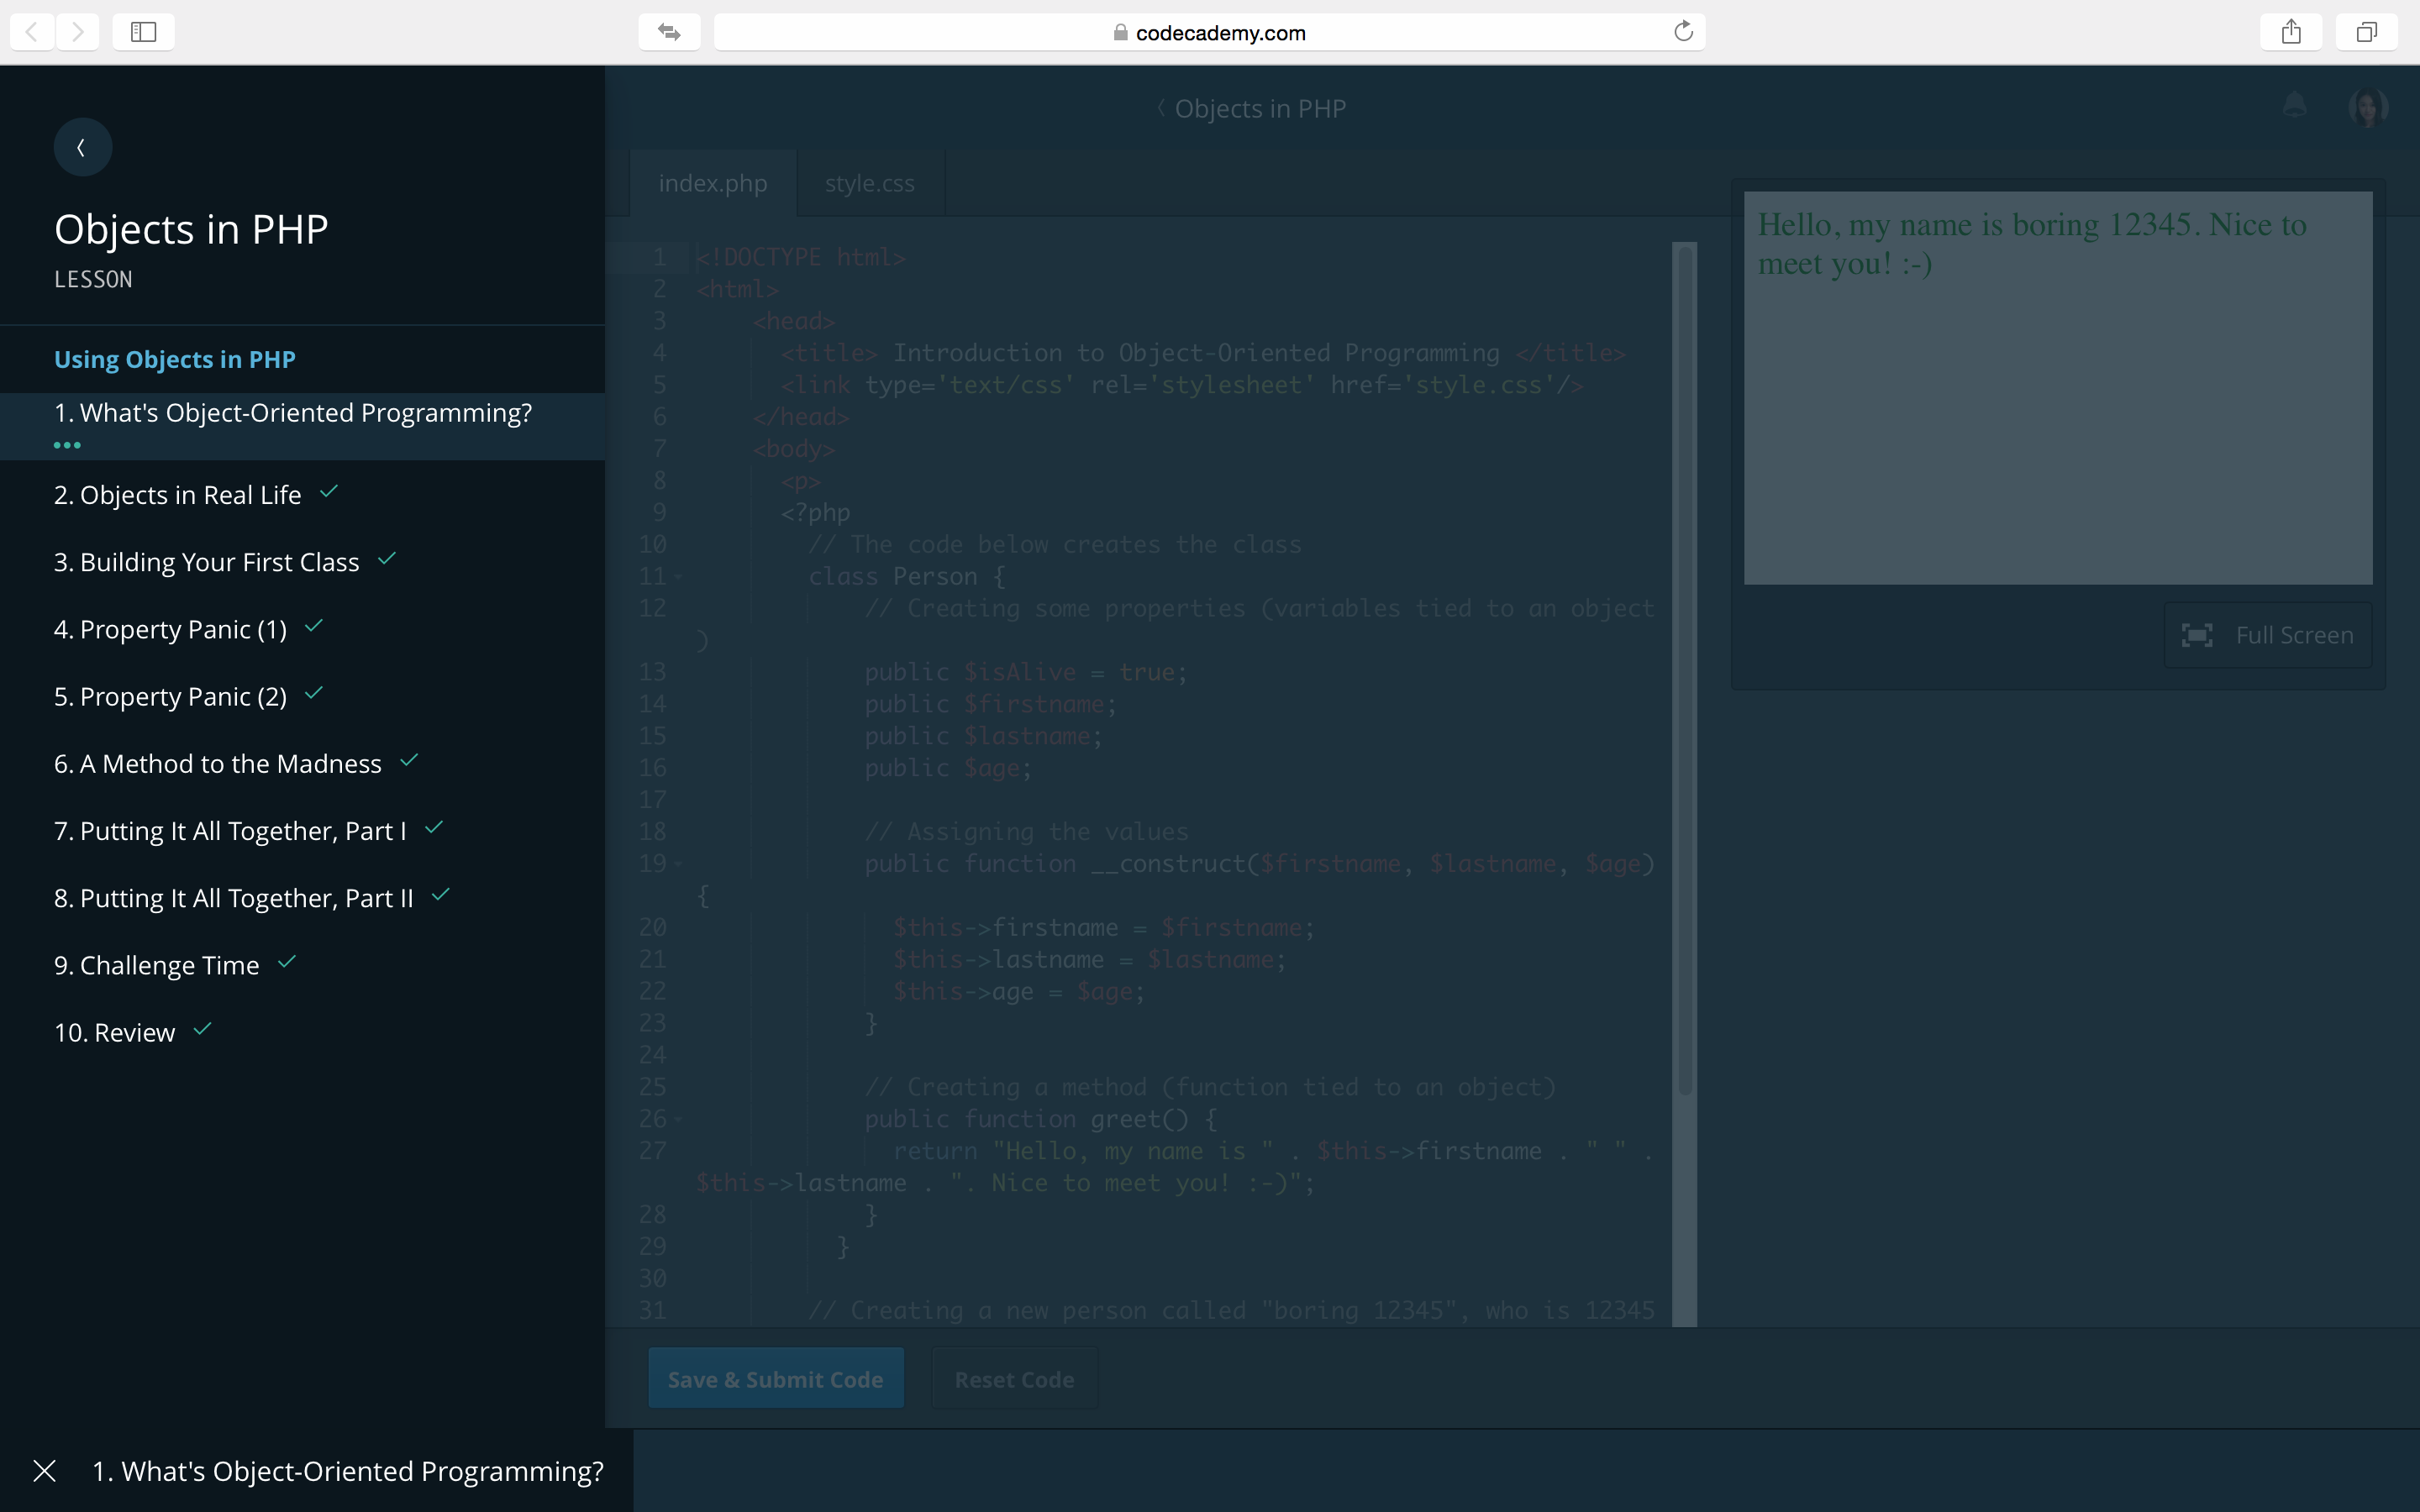 codecademy.com
Objects in PHP
LESSON
Using Objects in PHP
1. What's Object-Oriented Programming?
2. Objects in Real Life
3. Building Your First Class
4. Property Panic (1)
5. Property Panic (2)
6. A Method to the Madness
7. Putting It All Together, Part I
8. Putting It All Together, Part II
9. Challenge Time
10. Review
1. What's Object-Oriented Programming?
Objects in PHP
index.php style.css
1 <!DOCTYPE html>
2 <html>
3 <head>
4 <title> Introduction to Object-Oriented Programming </title>
5 <link type='text/css' rel='stylesheet' href='style.css'/>
6 </head>
7 <body>
8 <p>
9 <?php
10 // The code below creates the class
11 class Person {
12 // Creating some properties (variables tied to an object
)
13 public $isAlive = true;
14 public $firstname;
15 public $lastname;
16 public $age;
17
18 // Assigning the values
19 public function __construct($firstname, $lastname, $age)
{
20 $this->firstname = $firstname;
21 $this->lastname = $lastname;
22 $this->age = $age;
23 }
24
25 // Creating a method (function tied to an object)
26 public function greet() {
27 return "Hello, my name is " . $this->firstname . " " .
$this->lastname . ". Nice to meet you! :-)";
28 }
29 }
30
31 // Creating a new person called "boring 12345", who is 12345
Save & Submit Code Reset Code
Hello, my name is boring 12345. Nice to
meet you! :-)
Full Screen